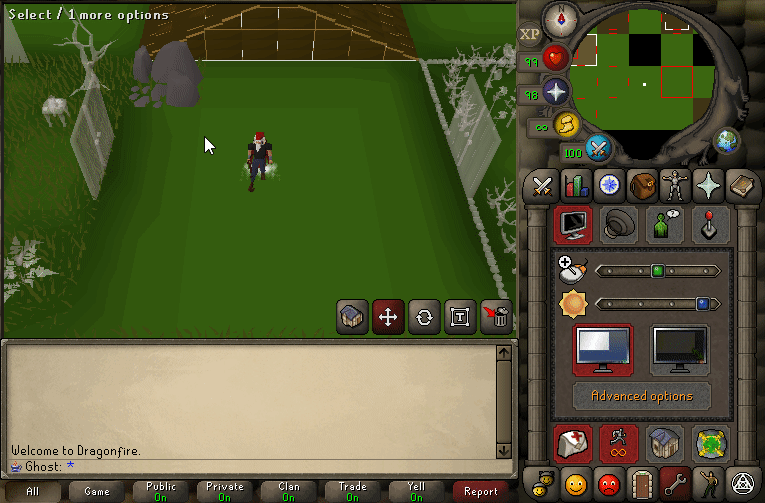 Select / 1 more options
XP
99
98
∞
100
T
Advanced options
∞
Welcome to Dragonfire.
Ghost: *
All
Game
Public
On
Private
On
Clan
On
Trade
On
Yell
On
Report